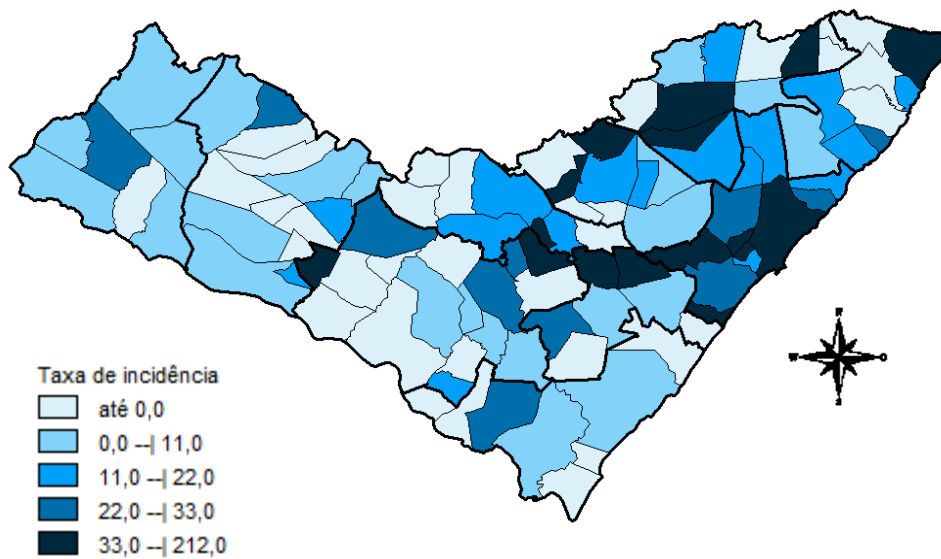 Taxa de incidência
até 0,0
0,0 --| 11,0
11,0 --| 22,0
22,0 --| 33,0
33,0 --| 212,0